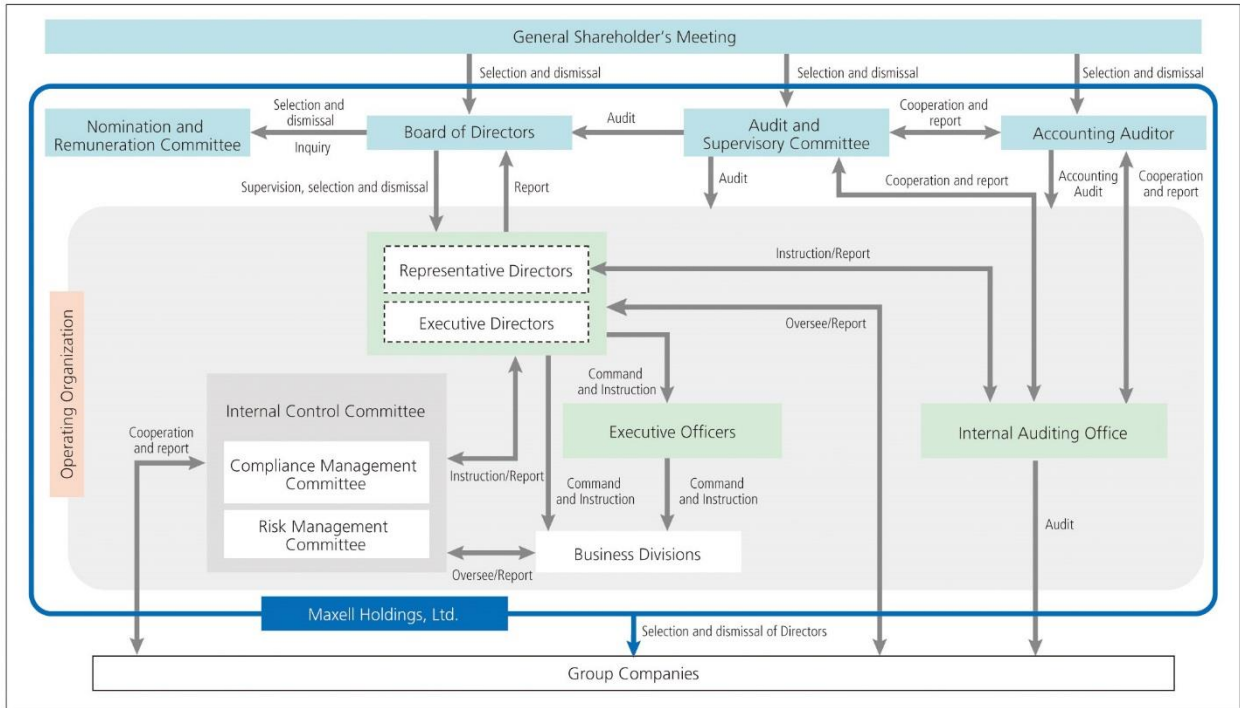 General Shareholder's Meeting
Selection and dismissal
Selection and dismissal
Selection and dismissal
Nomination and
Remuneration Committee
Selection and
dismissal
Inquiry
Board of Directors
Audit
Audit and
Supervisory Committee
Cooperation and
report
Accounting Auditor
Supervision, selection and dismissal
Report
Audit
Cooperation and report
Accounting
Audit
Cooperation
and report
Operating Organization
Representative Directors
Executive Directors
Instruction/Report
Oversee/Report
Command
and Instruction
Internal Control Committee
Compliance Management
Committee
Risk Management
Committee
Cooperation
and report
Instruction/Report
Executive Officers
Internal Auditing Office
Command
and Instruction
Command
and Instruction
Oversee/Report
Business Divisions
Audit
Maxell Holdings, Ltd.
Selection and dismissal of Directors
Group Companies